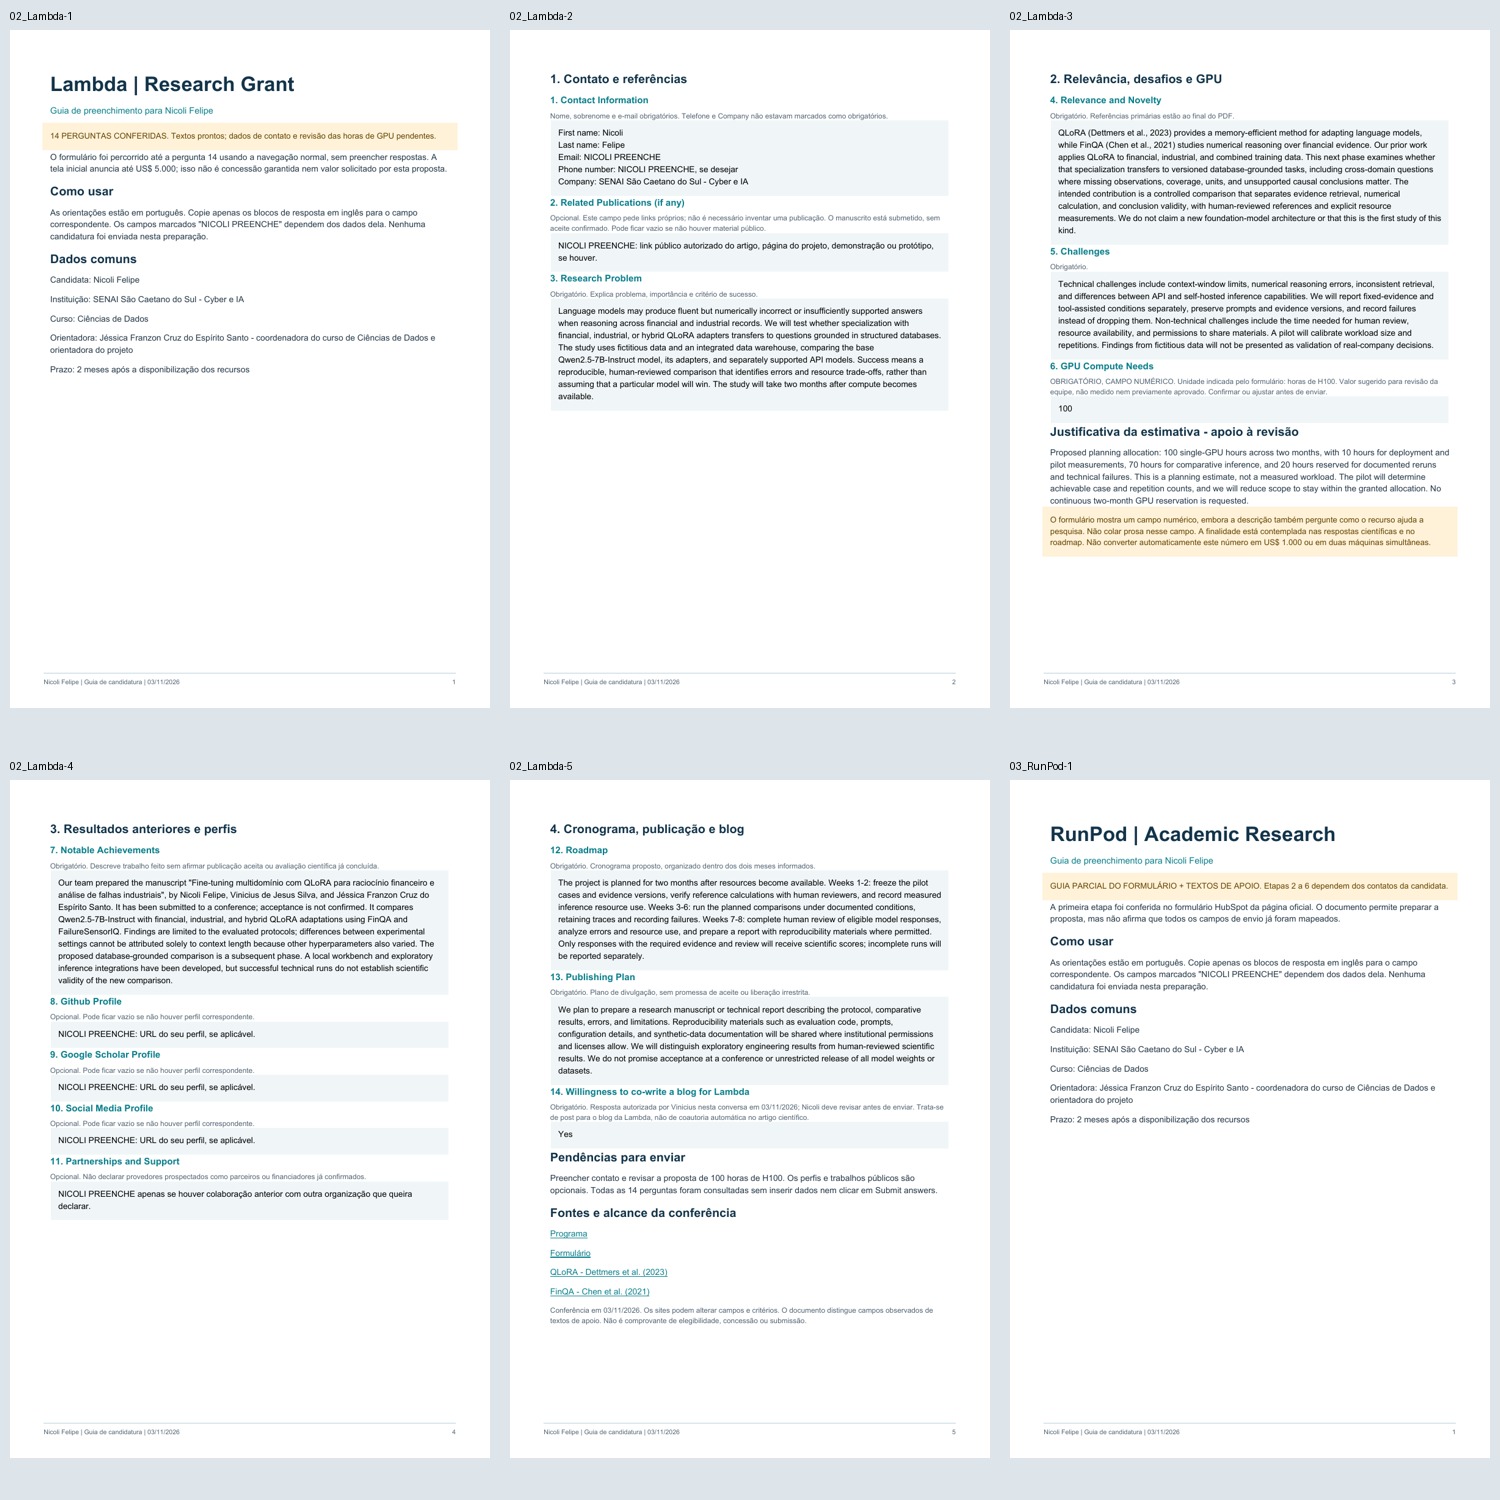 02_Lambda-1
Lambda | Research Grant
Guia de preenchimento para Nicoli Felipe
14 PERGUNTAS CONFERIDAS. Textos prontos; dados de contato e revisão das horas de GPU pendentes.
O formulário foi percorrido até a pergunta 14 usando a navegação normal, sem preencher respostas. A
tela inicial anuncia até US$ 5.000; isso não é concessão garantida nem valor solicitado por esta proposta.
Como usar
As orientações estão em português. Copie apenas os blocos de resposta em inglês para o campo
correspondente. Os campos marcados "NICOLI PREENCHE" dependem dos dados dela. Nenhuma
candidatura foi enviada nesta preparação.
Dados comuns
Candidata: Nicoli Felipe
Instituição: SENAI São Caetano do Sul - Cyber e IA
Curso: Ciências de Dados
Orientadora: Jéssica Franzon Cruz do Espírito Santo - coordenadora do curso de Ciências de Dados e
orientadora do projeto
Prazo: 2 meses após a disponibilização dos recursos
Nicoli Felipe | Guia de candidatura | 03/11/2026
1
02_Lambda-2
1. Contato e referências
1. Contact Information
Nome, sobrenome e e-mail obrigatórios. Telefone e Company não estavam marcados como obrigatórios.
First name: Nicoli
Last name: Felipe
Email: NICOLI PREENCHE
Phone number: NICOLI PREENCHE, se desejar
Company: SENAI São Caetano do Sul - Cyber e IA
2. Related Publications (if any)
Opcional. Este campo pede links próprios; não é necessário inventar uma publicação. O manuscrito está submetido, sem
aceite confirmado. Pode ficar vazio se não houver material público.
NICOLI PREENCHE: link público autorizado do artigo, página do projeto, demonstração ou protótipo,
se houver.
3. Research Problem
Obrigatório. Explica problema, importância e critério de sucesso.
Language models may produce fluent but numerically incorrect or insufficiently supported answers
when reasoning across financial and industrial records. We will test whether specialization with
financial, industrial, or hybrid QLoRA adapters transfers to questions grounded in structured databases.
The study uses fictitious data and an integrated data warehouse, comparing the base
Qwen2.5-7B-Instruct model, its adapters, and separately supported API models. Success means a
reproducible, human-reviewed comparison that identifies errors and resource trade-offs, rather than
assuming that a particular model will win. The study will take two months after compute becomes
available.
Nicoli Felipe | Guia de candidatura | 03/11/2026
2
02_Lambda-3
2. Relevância, desafios e GPU
4. Relevance and Novelty
Obrigatório. Referências primárias estão ao final do PDF.
QLoRA (Dettmers et al., 2023) provides a memory-efficient method for adapting language models,
while FinQA (Chen et al., 2021) studies numerical reasoning over financial evidence. Our prior work
applies QLoRA to financial, industrial, and combined training data. This next phase examines whether
that specialization transfers to versioned database-grounded tasks, including cross-domain questions
where missing observations, coverage, units, and unsupported causal conclusions matter. The
intended contribution is a controlled comparison that separates evidence retrieval, numerical
calculation, and conclusion validity, with human-reviewed references and explicit resource
measurements. We do not claim a new foundation-model architecture or that this is the first study of this
kind.
5. Challenges
Obrigatório.
Technical challenges include context-window limits, numerical reasoning errors, inconsistent retrieval,
and differences between API and self-hosted inference capabilities. We will report fixed-evidence and
tool-assisted conditions separately, preserve prompts and evidence versions, and record failures
instead of dropping them. Non-technical challenges include the time needed for human review,
resource availability, and permissions to share materials. A pilot will calibrate workload size and
repetitions. Findings from fictitious data will not be presented as validation of real-company decisions.
6. GPU Compute Needs
OBRIGATÓRIO, CAMPO NUMÉRICO. Unidade indicada pelo formulário: horas de H100. Valor sugerido para revisão da
equipe, não medido nem previamente aprovado. Confirmar ou ajustar antes de enviar.
100
Justificativa da estimativa - apoio à revisão
Proposed planning allocation: 100 single-GPU hours across two months, with 10 hours for deployment and
pilot measurements, 70 hours for comparative inference, and 20 hours reserved for documented reruns
and technical failures. This is a planning estimate, not a measured workload. The pilot will determine
achievable case and repetition counts, and we will reduce scope to stay within the granted allocation. No
continuous two-month GPU reservation is requested.
O formulário mostra um campo numérico, embora a descrição também pergunte como o recurso ajuda a
pesquisa. Não colar prosa nesse campo. A finalidade está contemplada nas respostas científicas e no
roadmap. Não converter automaticamente este número em US$ 1.000 ou em duas máquinas simultâneas.
Nicoli Felipe | Guia de candidatura | 03/11/2026
3
02_Lambda-4
3. Resultados anteriores e perfis
7. Notable Achievements
Obrigatório. Descreve trabalho feito sem afirmar publicação aceita ou avaliação científica já concluída.
Our team prepared the manuscript "Fine-tuning multidomínio com QLoRA para raciocínio financeiro e
análise de falhas industriais", by Nicoli Felipe, Vinicius de Jesus Silva, and Jéssica Franzon Cruz do
Espírito Santo. It has been submitted to a conference; acceptance is not confirmed. It compares
Qwen2.5-7B-Instruct with financial, industrial, and hybrid QLoRA adaptations using FinQA and
FailureSensorIQ. Findings are limited to the evaluated protocols; differences between experimental
settings cannot be attributed solely to context length because other hyperparameters also varied. The
proposed database-grounded comparison is a subsequent phase. A local workbench and exploratory
inference integrations have been developed, but successful technical runs do not establish scientific
validity of the new comparison.
8. Github Profile
Opcional. Pode ficar vazio se não houver perfil correspondente.
NICOLI PREENCHE: URL do seu perfil, se aplicável.
9. Google Scholar Profile
Opcional. Pode ficar vazio se não houver perfil correspondente.
NICOLI PREENCHE: URL do seu perfil, se aplicável.
10. Social Media Profile
Opcional. Pode ficar vazio se não houver perfil correspondente.
NICOLI PREENCHE: URL do seu perfil, se aplicável.
11. Partnerships and Support
Opcional. Não declarar provedores prospectados como parceiros ou financiadores já confirmados.
NICOLI PREENCHE apenas se houver colaboração anterior com outra organização que queira
declarar.
Nicoli Felipe | Guia de candidatura | 03/11/2026
4
02_Lambda-5
4. Cronograma, publicação e blog
12. Roadmap
Obrigatório. Cronograma proposto, organizado dentro dos dois meses informados.
The project is planned for two months after resources become available. Weeks 1-2: freeze the pilot
cases and evidence versions, verify reference calculations with human reviewers, and record measured
inference resource use. Weeks 3-6: run the planned comparisons under documented conditions,
retaining traces and recording failures. Weeks 7-8: complete human review of eligible model responses,
analyze errors and resource use, and prepare a report with reproducibility materials where permitted.
Only responses with the required evidence and review will receive scientific scores; incomplete runs will
be reported separately.
13. Publishing Plan
Obrigatório. Plano de divulgação, sem promessa de aceite ou liberação irrestrita.
We plan to prepare a research manuscript or technical report describing the protocol, comparative
results, errors, and limitations. Reproducibility materials such as evaluation code, prompts,
configuration details, and synthetic-data documentation will be shared where institutional permissions
and licenses allow. We will distinguish exploratory engineering results from human-reviewed scientific
results. We do not promise acceptance at a conference or unrestricted release of all model weights or
datasets.
14. Willingness to co-write a blog for Lambda
Obrigatório. Resposta autorizada por Vinicius nesta conversa em 03/11/2026; Nicoli deve revisar antes de enviar. Trata-se
de post para o blog da Lambda, não de coautoria automática no artigo científico.
Yes
Pendências para enviar
Preencher contato e revisar a proposta de 100 horas de H100. Os perfis e trabalhos públicos são
opcionais. Todas as 14 perguntas foram consultadas sem inserir dados nem clicar em Submit answers.
Fontes e alcance da conferência
Programa
Formulário
QLoRA - Dettmers et al. (2023)
FinQA - Chen et al. (2021)
Conferência em 03/11/2026. Os sites podem alterar campos e critérios. O documento distingue campos observados de
textos de apoio. Não é comprovante de elegibilidade, concessão ou submissão.
Nicoli Felipe | Guia de candidatura | 03/11/2026
5
03_RunPod-1
RunPod | Academic Research
Guia de preenchimento para Nicoli Felipe
GUIA PARCIAL DO FORMULÁRIO + TEXTOS DE APOIO. Etapas 2 a 6 dependem dos contatos da candidata.
A primeira etapa foi conferida no formulário HubSpot da página oficial. O documento permite preparar a
proposta, mas não afirma que todos os campos de envio já foram mapeados.
Como usar
As orientações estão em português. Copie apenas os blocos de resposta em inglês para o campo
correspondente. Os campos marcados "NICOLI PREENCHE" dependem dos dados dela. Nenhuma
candidatura foi enviada nesta preparação.
Dados comuns
Candidata: Nicoli Felipe
Instituição: SENAI São Caetano do Sul - Cyber e IA
Curso: Ciências de Dados
Orientadora: Jéssica Franzon Cruz do Espírito Santo - coordenadora do curso de Ciências de Dados e
orientadora do projeto
Prazo: 2 meses após a disponibilização dos recursos
Nicoli Felipe | Guia de candidatura | 03/11/2026
1